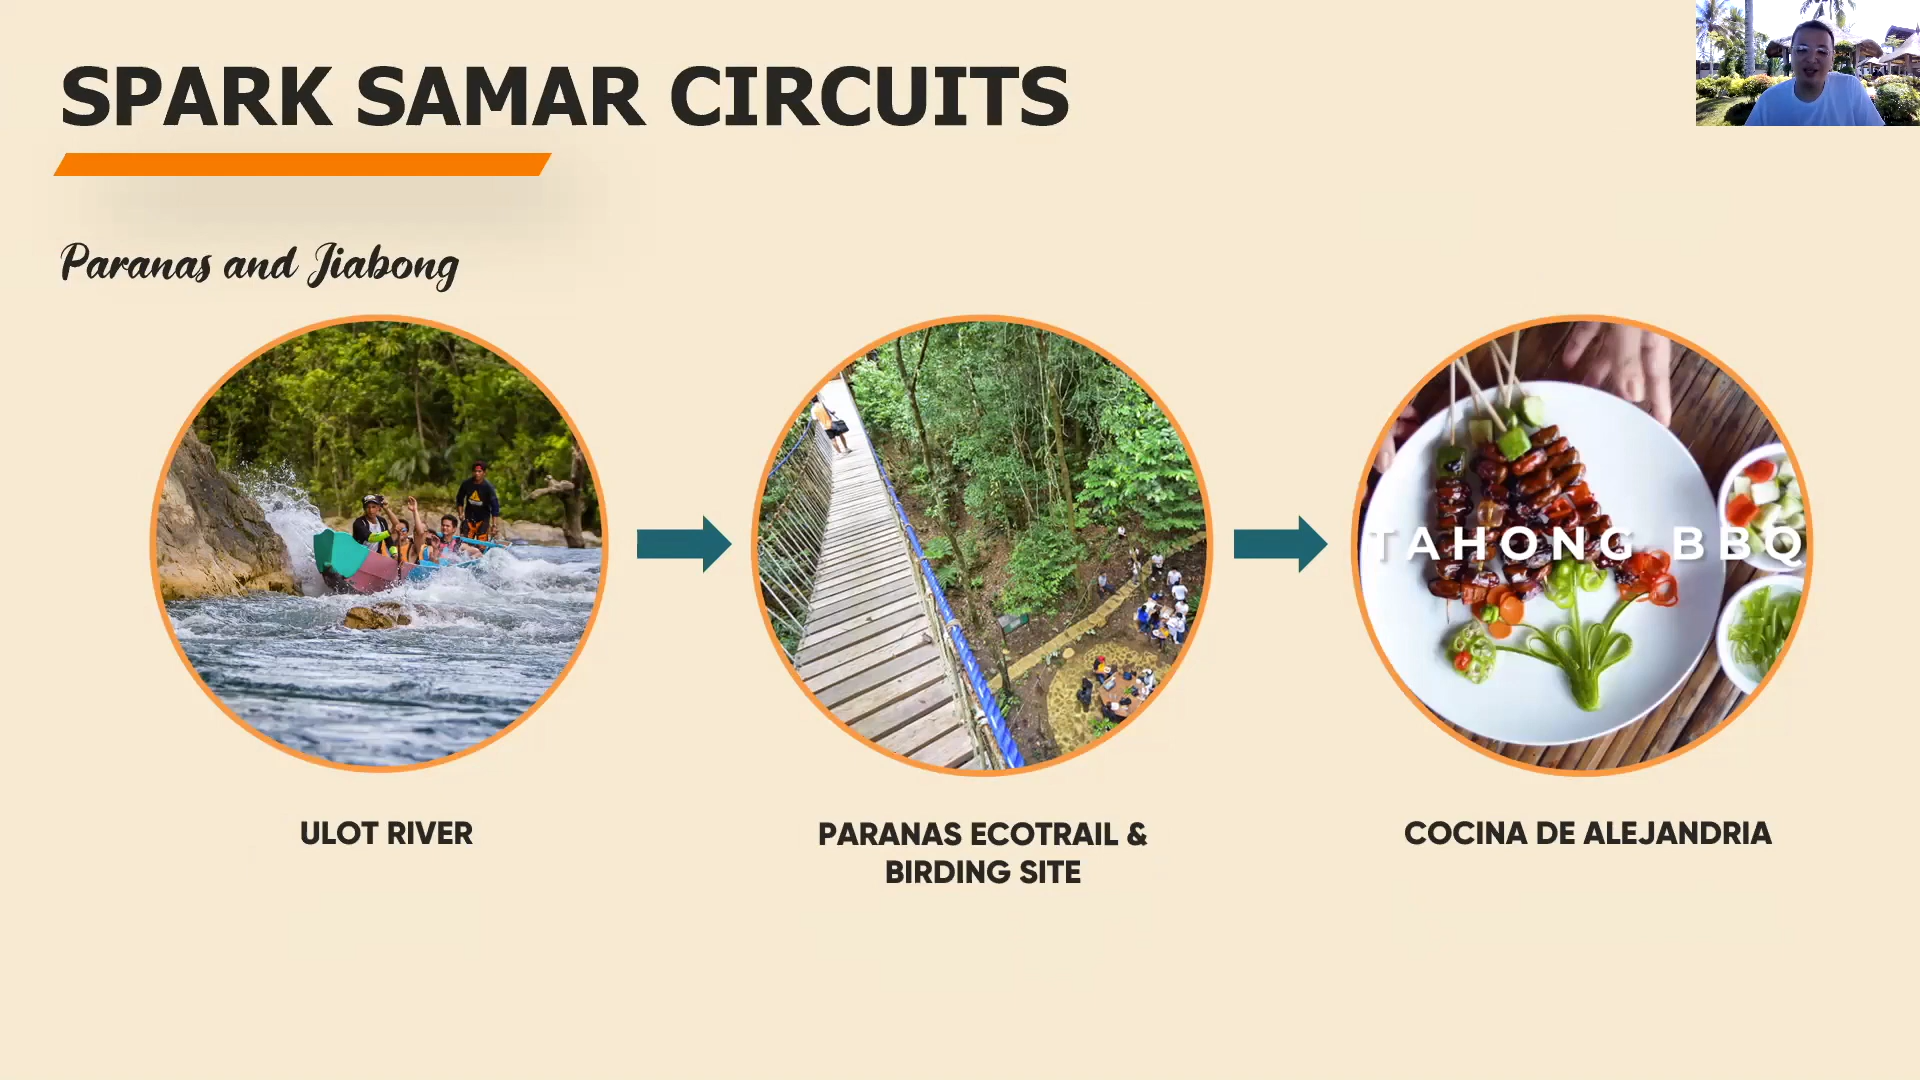 SPARK SAMAR CIRCUITS
Paranas and Jiabong
TAHONG BBQ
ULOT RIVER
PARANAS ECOTRAIL &
BIRDING SITE
COCINA DE ALEJANDRIA